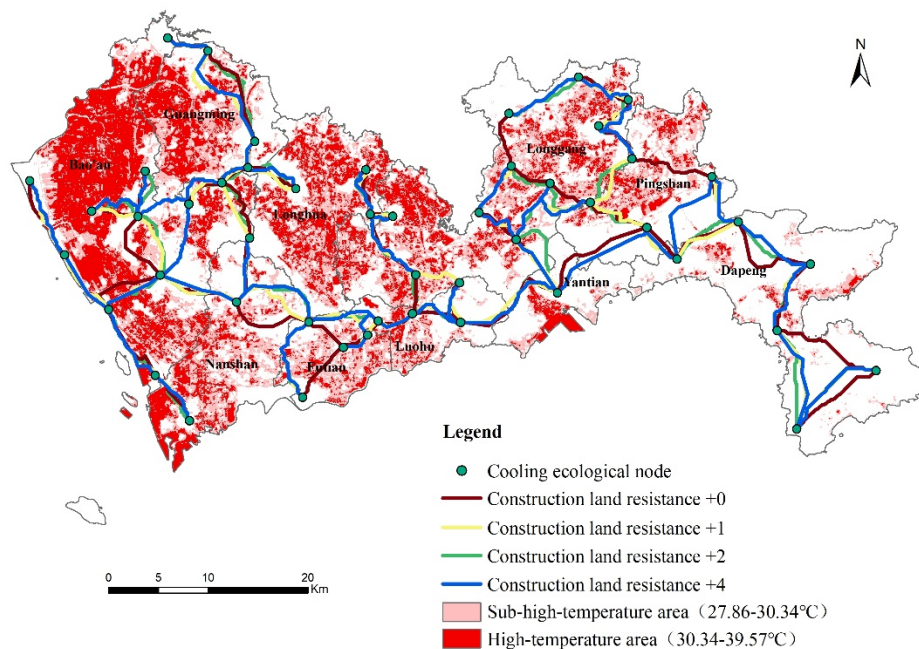 N
Guangming
Bao'an
Longgang
Pingshan
Longhua
Dapeng
Yantian
Luohu
Nanshan
Futian
Legend
Cooling ecological node
Construction land resistance +0
Construction land resistance +1
Construction land resistance +2
Construction land resistance +4
Sub-high-temperature area（27.86-30.34℃）
High-temperature area（30.34-39.57℃）
0 5 10 20
Km